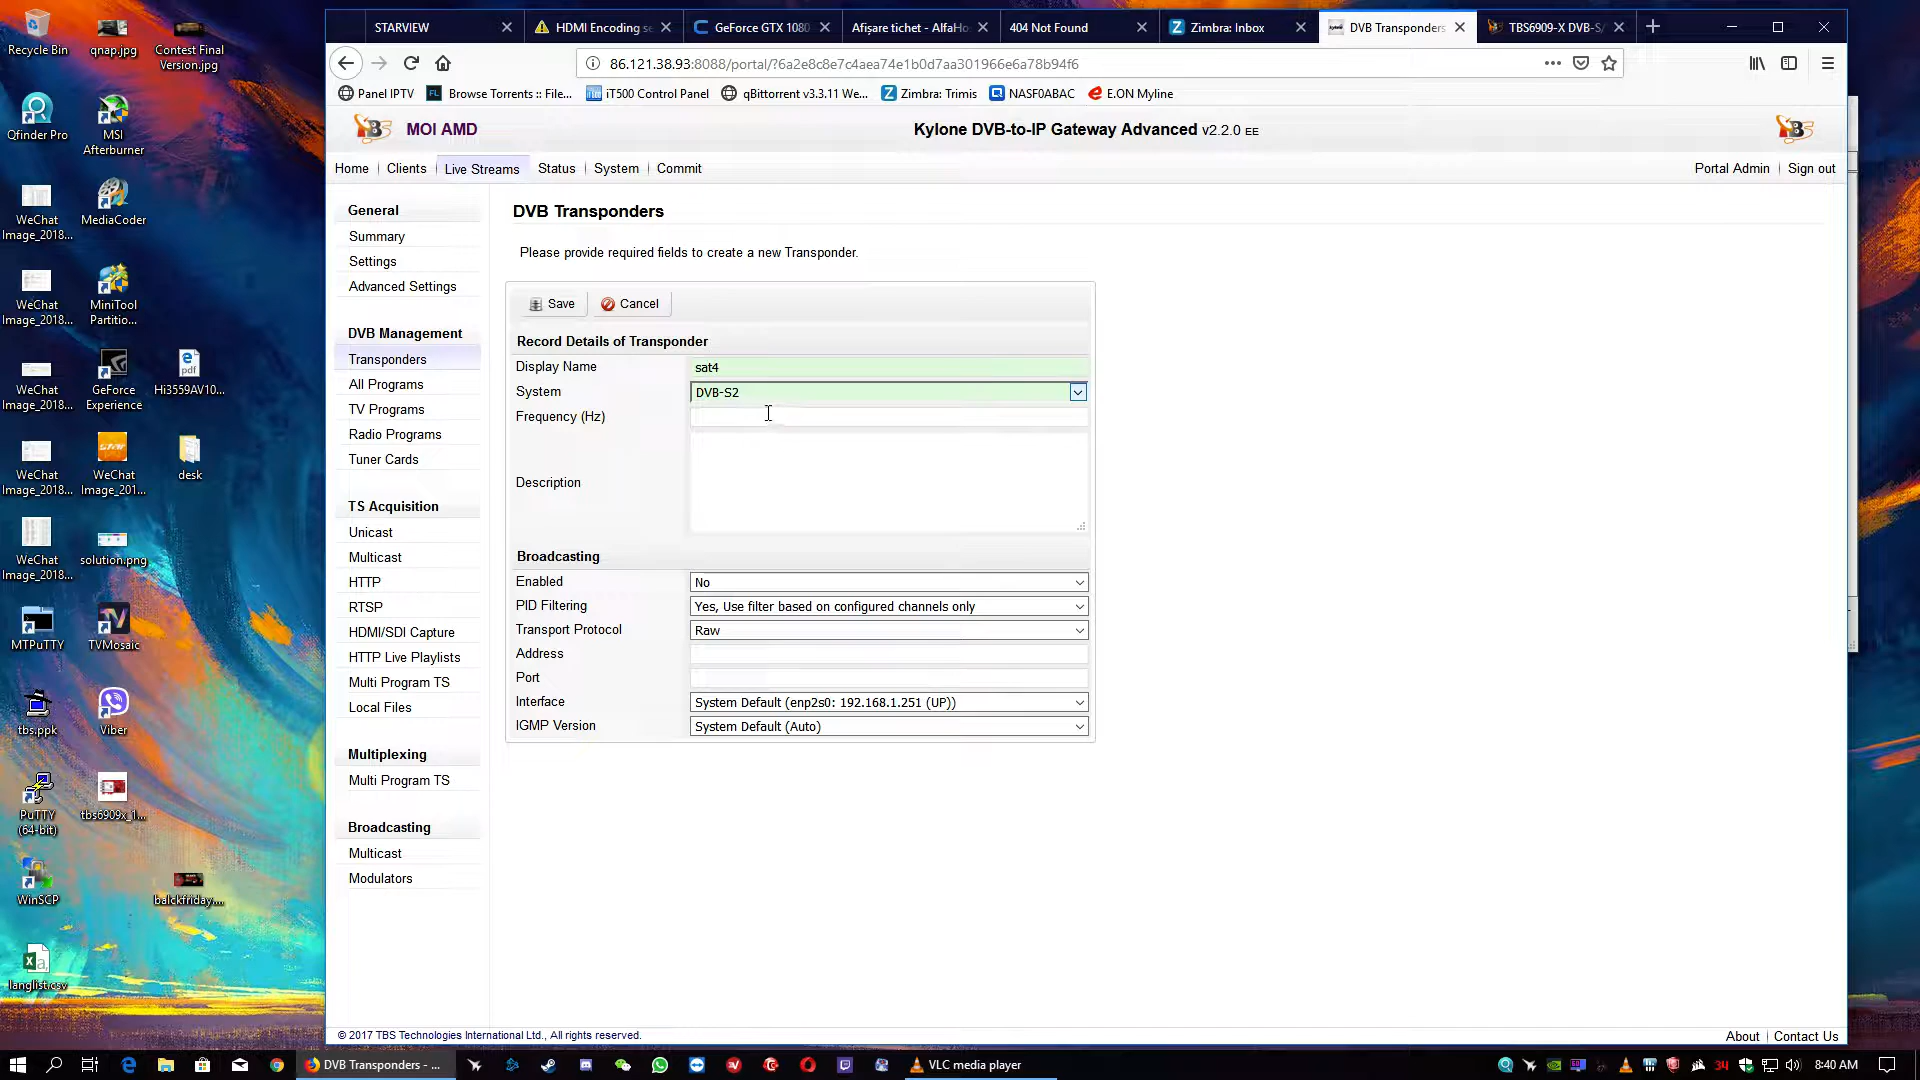 Recycle Bin
qnap.jpg
Contest Final
Version.jpg
Qfinder Pro
MSI
Afterburner
WeChat
Image_2018...
MediaCoder
WeChat
Image_2018...
MiniTool
Partitio...
WeChat
Image_2018...
GeForce
Experience
Hi3559AV10...
WeChat
Image_2018...
WeChat
Image_201...
desk
WeChat
Image_2018...
solution.png
MTPuTTY
TVMosaic
tbs.ppk
Viber
PuTTY
(64-bit)
tbs6909x_1...
WinSCP
balckfriday....
langlist.csv
STARVIEW
HDMI Encoding se
GeForce GTX 1080
Afișare tichet - AlfaHo
404 Not Found
Zimbra: Inbox
DVB Transponders
TBS6909-X DVB-S/
86.121.38.93:8088/portal/?6a2e8c8e7c4aea74e1b0d7aa301966e6a78b94f6
Panel IPTV
Browse Torrents :: File...
iT500 Control Panel
qBittorrent v3.3.11 We...
Zimbra: Trimis
NASF0ABAC
E.ON Myline
MOI AMD
Kylone DVB-to-IP Gateway Advanced v2.2.0 EE
Home
Clients
Live Streams
Status
System
Commit
Portal Admin
Sign out
General
Summary
Settings
Advanced Settings
DVB Management
Transponders
All Programs
TV Programs
Radio Programs
Tuner Cards
TS Acquisition
Unicast
Multicast
HTTP
RTSP
HDMI/SDI Capture
HTTP Live Playlists
Multi Program TS
Local Files
Multiplexing
Multi Program TS
Broadcasting
Multicast
Modulators
DVB Transponders
Please provide required fields to create a new Transponder.
Save
Cancel
Record Details of Transponder
Display Name sat4
System DVB-S2
Frequency (Hz)
Description
Broadcasting
Enabled No
PID Filtering Yes, Use filter based on configured channels only
Transport Protocol Raw
Address
Port
Interface System Default (enp2s0: 192.168.1.251 (UP))
IGMP Version System Default (Auto)
© 2017 TBS Technologies International Ltd., All rights reserved.
About
Contact Us
DVB Transponders - ...
VLC media player
34
8:40 AM